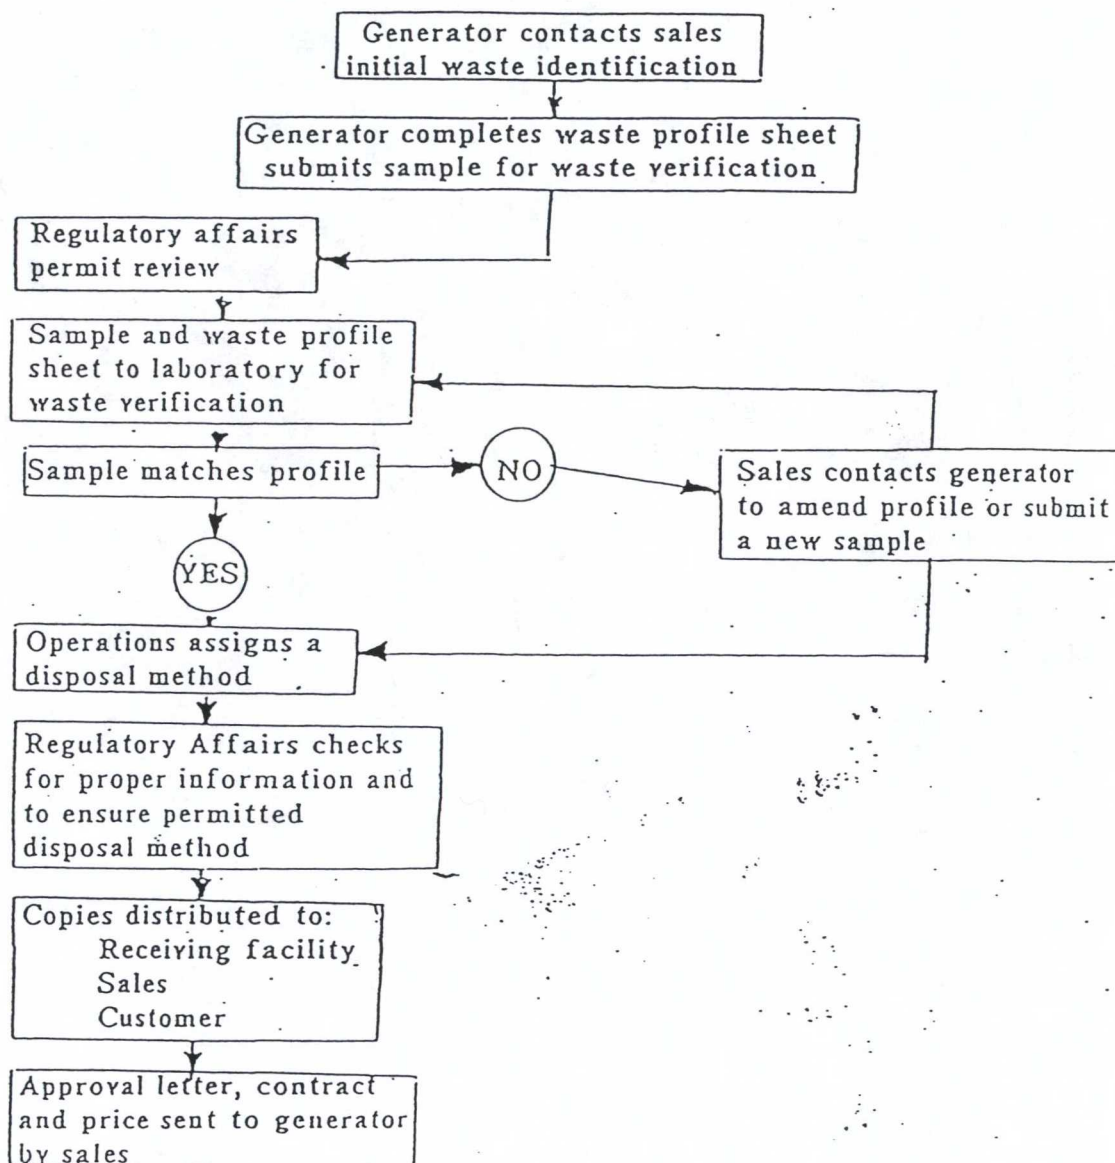 Generator contacts sales
initial waste identification
Generator completes waste profile sheet
submits sample for waste verification
Regulatory affairs
permit review
Sample and waste profile
sheet to laboratory for
waste verification
Sample matches profile
NO
Sales contacts generator
to amend profile or submit
a new sample
YES
Operations assigns a
disposal method
Regulatory Affairs checks
for proper information and
to ensure permitted
disposal method
Copies distributed to:
Receiving facility
Sales
Customer
Approval letter, contract
and price sent to generator
by sales